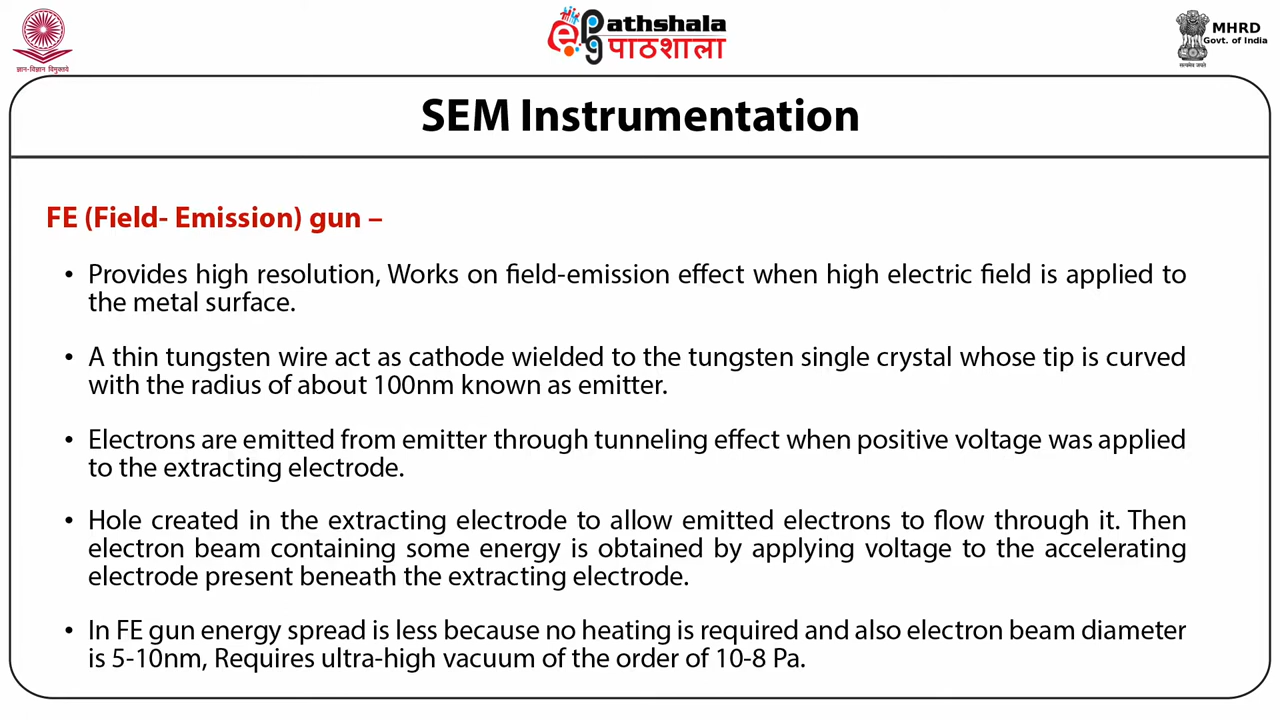 ज्ञान-विज्ञान विमुक्तये
ePg Pathshala
पाठशाला
MHRD
Govt. of India
सत्यमेव जयते
SEM Instrumentation
FE (Field- Emission) gun –
• Provides high resolution, Works on field-emission effect when high electric field is applied to
the metal surface.
• A thin tungsten wire act as cathode wielded to the tungsten single crystal whose tip is curved
with the radius of about 100nm known as emitter.
• Electrons are emitted from emitter through tunneling effect when positive voltage was applied
to the extracting electrode.
• Hole created in the extracting electrode to allow emitted electrons to flow through it. Then
electron beam containing some energy is obtained by applying voltage to the accelerating
electrode present beneath the extracting electrode.
• In FE gun energy spread is less because no heating is required and also electron beam diameter
is 5-10nm, Requires ultra-high vacuum of the order of 10-8 Pa.